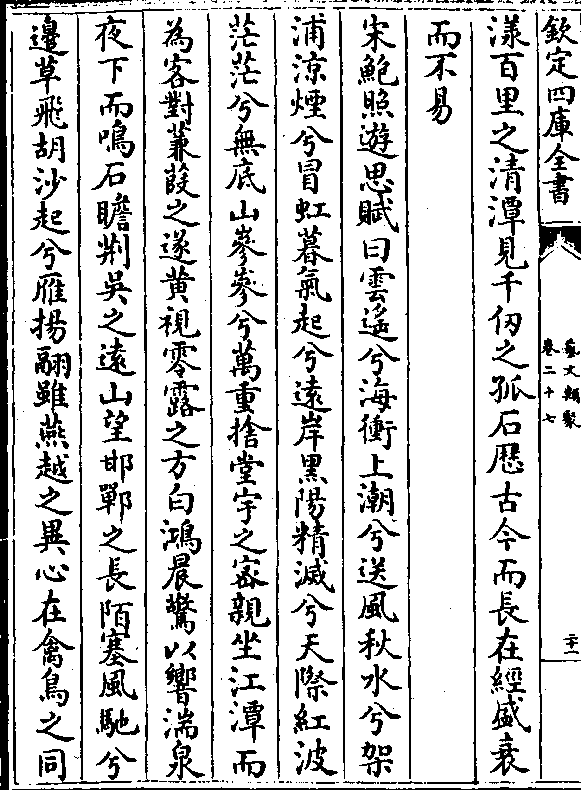 欽定四庫全書
藝文類聚
卷二十七
二十一
漾百里之清潭見千仞之孤石歴古今而長在經盛衰
而不易
宋鮑照遊思賦曰雲遙兮海衝上潮兮送風秋水兮架
浦涼煙兮冒虹暮氣起兮遠岸黒陽精滅兮天際紅波
茫茫兮無底山㟥㟥兮萬重捨堂宇之密親坐江潭而
為客對蒹葭之遂黄視零露之方白鴻晨驚以響湍泉
夜下而鳴石瞻荆吳之遠山望邯鄲之長陌塞風馳兮
邊草飛胡沙起兮雁揚翮雖燕越之異心在禽鳥之同